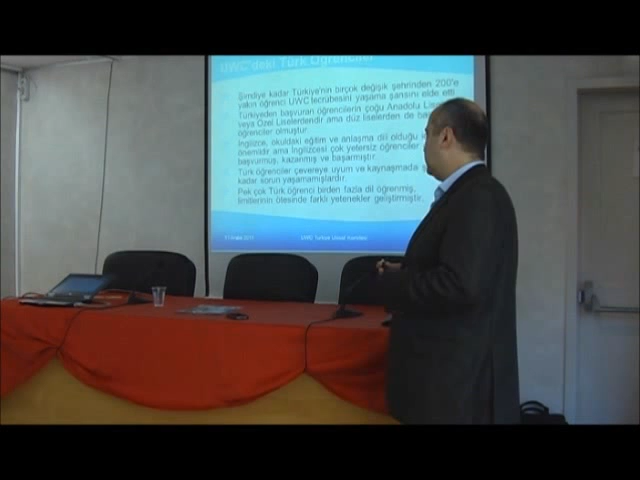 UWC'deki Türk Öğrenciler
Şimdiye kadar Türkiye'nin birçok değişik şehrinden 200'e
yakın öğrenci UWC tecrübesini yaşama şansını elde etti
Türkiyeden başvuran öğrencilerin çoğu Anadolu
veya Özel Liselerdendir ama düz liselerden de
öğrenciler olmuştur.
İngilizce, okuldaki eğitim ve anlaşma dili olduğu
önemlidir ama İngilizcesi çok yetersiz öğrenciler
başvurmuş, kazanmış ve başarmıştır.
Türk öğrenciler çevreye uyum ve kaynaşmada
kadar sorun yaşamamışlardır.
Pek çok Türk öğrenci birden fazla dil öğrenmiş,
limitlerinin ötesinde farklı yetenekler geliştirmiştir.
UWC Türkiye Ulusal Komitesi